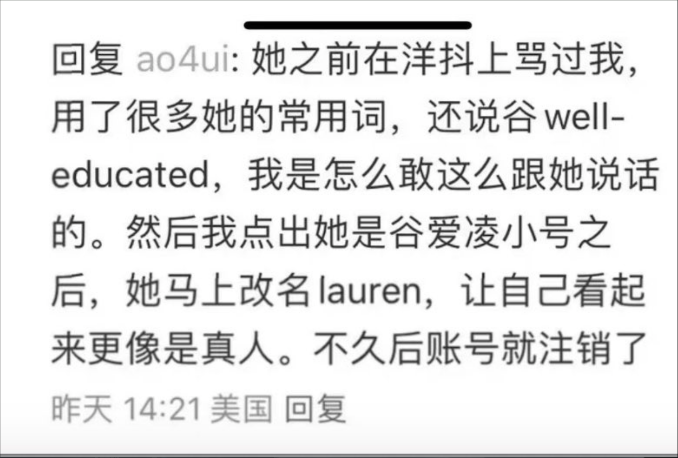 回复 ao4ui: 她之前在洋抖上骂过我，
用了很多她的常用词，还说谷well-
educated，我是怎么敢这么跟她说话
的。然后我点出她是谷爱凌小号之
后，她马上改名lauren，让自己看起
来更像是真人。不久后账号就注销了
昨天 14:21 美国 回复